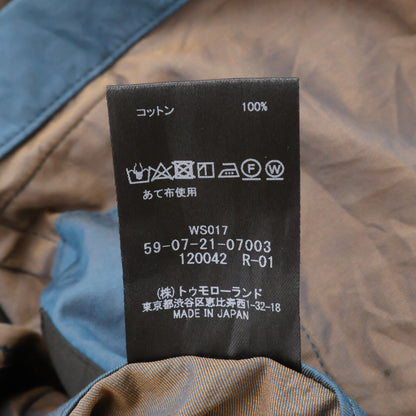 コットン 100%
あて布使用
WS017
59-07-21-07003
120042 R-01
(株)トゥモローランド
東京都渋谷区恵比寿西1-32-18
MADE IN JAPAN